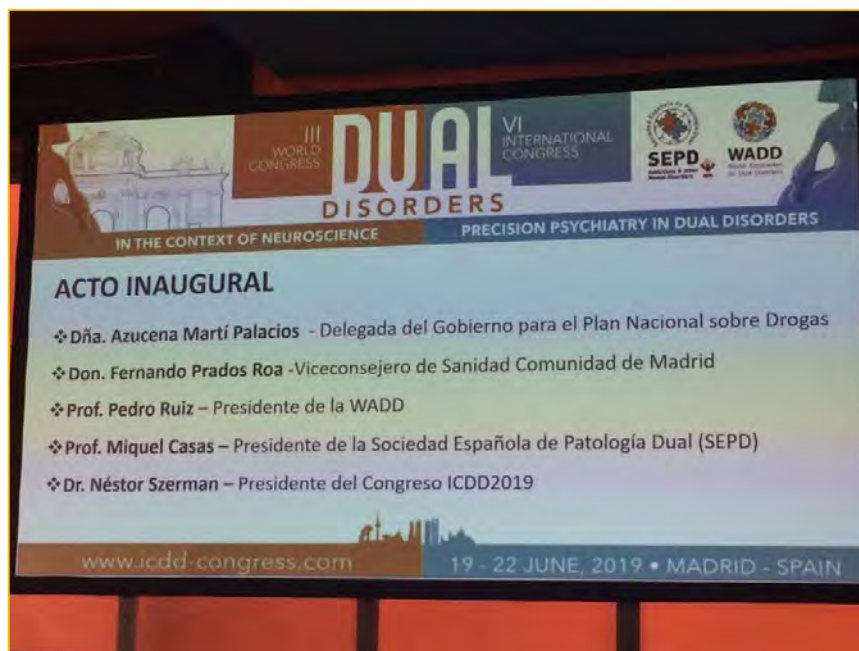 III
WORLD
CONGRESS
DUAL
VI
INTERNATIONAL
CONGRESS
DISORDERS
SEPD
WADD
IN THE CONTEXT OF NEUROSCIENCE
PRECISION PSYCHIATRY IN DUAL DISORDERS
ACTO INAUGURAL
❖Dña. Azucena Martí Palacios - Delegada del Gobierno para el Plan Nacional sobre Drogas
❖Don. Fernando Prados Roa -Viceconsejero de Sanidad Comunidad de Madrid
❖Prof. Pedro Ruiz – Presidente de la WADD
❖Prof. Miquel Casas – Presidente de la Sociedad Española de Patología Dual (SEPD)
❖Dr. Néstor Szerman – Presidente del Congreso ICDD2019
www.icdd-congress.com
19 - 22 JUNE, 2019 • MADRID - SPAIN